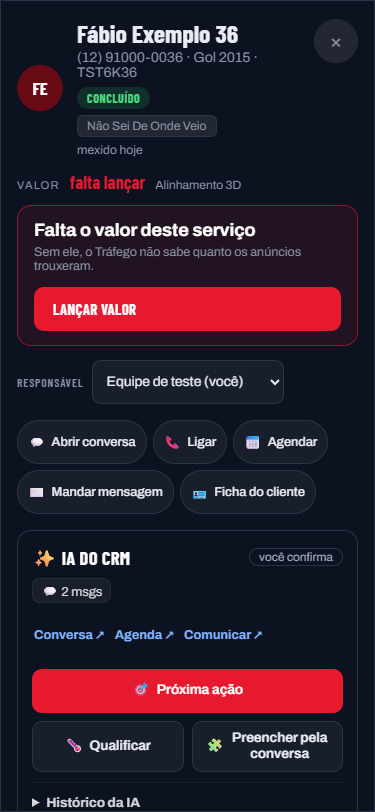 Fábio Exemplo 36
(12) 91000-0036 · Gol 2015 ·
TST6K36
×
FE
CONCLUÍDO
Não Sei De Onde Veio
mexido hoje
VALOR falta lançar Alinhamento 3D
Falta o valor deste serviço
Sem ele, o Tráfego não sabe quanto os anúncios
trouxeram.
LANÇAR VALOR
RESPONSÁVEL Equipe de teste (você)
Abrir conversa Ligar Agendar
Mandar mensagem Ficha do cliente
IA DO CRM você confirma
2 msgs
Conversa ↗ Agenda ↗ Comunicar ↗
Próxima ação
Qualificar
Preencher pela
conversa
▶ Histórico da IA